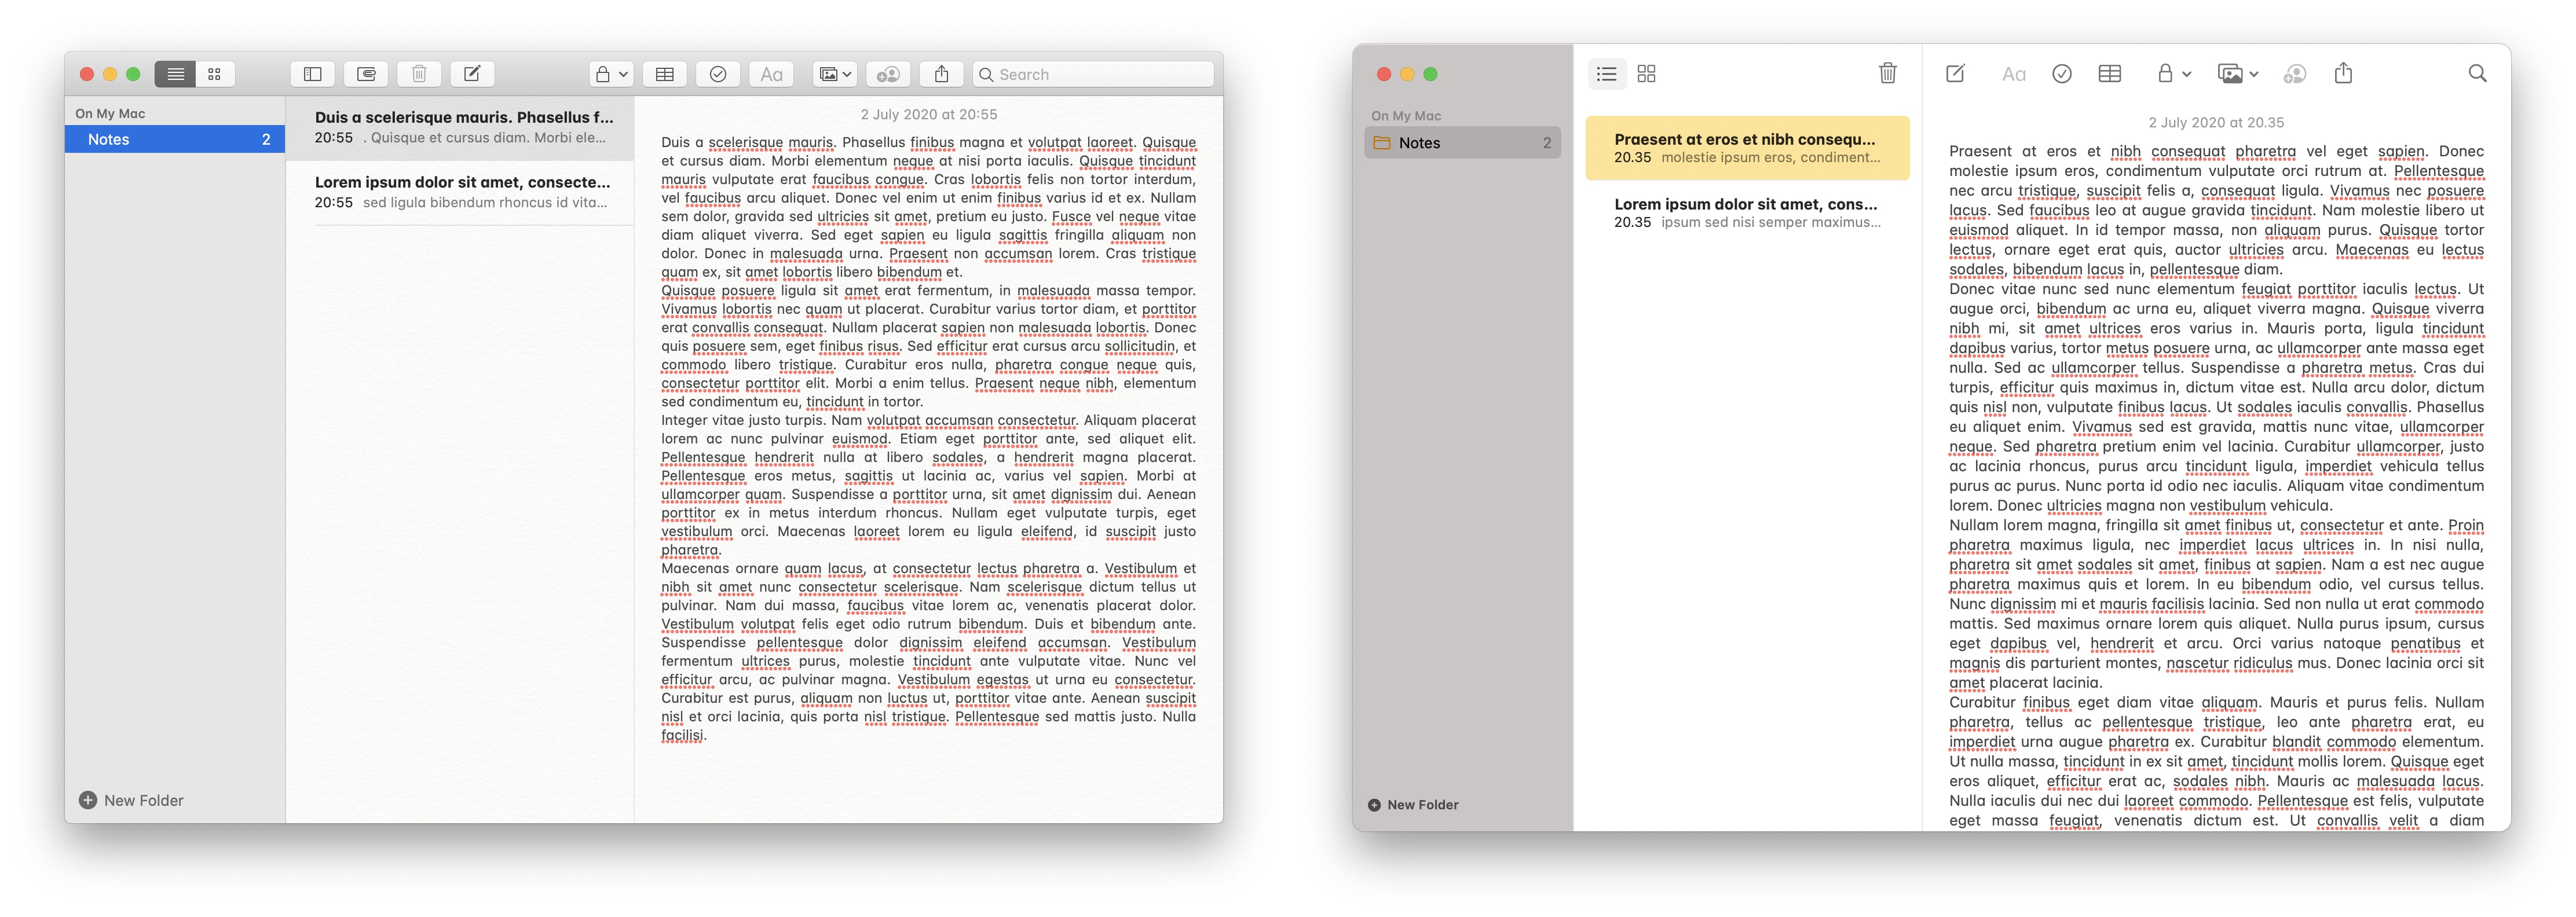 Search
On My Mac
Notes 2
New Folder
Duis a scelerisque mauris. Phasellus f...
20:55 . Quisque et cursus diam. Morbi ele...
Lorem ipsum dolor sit amet, consecte...
20:55 sed ligula bibendum rhoncus id vita...
2 July 2020 at 20:55
Duis a scelerisque mauris. Phasellus finibus magna et volutpat laoreet. Quisque
et cursus diam. Morbi elementum neque at nisi porta iaculis. Quisque tincidunt
mauris vulputate erat faucibus congue. Cras lobortis felis non tortor interdum,
vel faucibus arcu aliquet. Donec vel enim ut enim finibus varius id et ex. Nullam
sem dolor, gravida sed ultricies sit amet, pretium eu justo. Fusce vel neque vitae
diam aliquet viverra. Sed eget sapien eu ligula sagittis fringilla aliquam non
dolor. Donec in malesuada urna. Praesent non accumsan lorem. Cras tristique
quam ex, sit amet lobortis libero bibendum et.
Quisque posuere ligula sit amet erat fermentum, in malesuada massa tempor.
Vivamus lobortis nec quam ut placerat. Curabitur varius tortor diam, et porttitor
erat convallis consequat. Nullam placerat sapien non malesuada lobortis. Donec
quis posuere sem, eget finibus risus. Sed efficitur erat cursus arcu sollicitudin, et
commodo libero tristique. Curabitur eros nulla, pharetra congue neque quis,
consectetur porttitor elit. Morbi a enim tellus. Praesent neque nibh, elementum
sed condimentum eu, tincidunt in tortor.
Integer vitae justo turpis. Nam volutpat accumsan consectetur. Aliquam placerat
lorem ac nunc pulvinar euismod. Etiam eget porttitor ante, sed aliquet elit.
Pellentesque hendrerit nulla at libero sodales, a hendrerit magna placerat.
Pellentesque eros metus, sagittis ut lacinia ac, varius vel sapien. Morbi at
ullamcorper quam. Suspendisse a porttitor urna, sit amet dignissim dui. Aenean
porttitor ex in metus interdum rhoncus. Nullam eget vulputate turpis, eget
vestibulum orci. Maecenas laoreet lorem eu ligula eleifend, id suscipit justo
pharetra.
Maecenas ornare quam lacus, at consectetur lectus pharetra a. Vestibulum et
nibh sit amet nunc consectetur scelerisque. Nam scelerisque dictum tellus ut
pulvinar. Nam dui massa, faucibus vitae lorem ac, venenatis placerat dolor.
Vestibulum volutpat felis eget odio rutrum bibendum. Duis et bibendum ante.
Suspendisse pellentesque dolor dignissim eleifend accumsan. Vestibulum
fermentum ultrices purus, molestie tincidunt ante vulputate vitae. Nunc vel
efficitur arcu, ac pulvinar magna. Vestibulum egestas ut urna eu consectetur.
Curabitur est purus, aliquam non luctus ut, porttitor vitae ante. Aenean suscipit
nisl et orci lacinia, quis porta nisl tristique. Pellentesque sed mattis justo. Nulla
facilisi.
Aa
On My Mac
Notes 2
New Folder
Praesent at eros et nibh consequ...
20.35 molestie ipsum eros, condiment...
Lorem ipsum dolor sit amet, cons...
20.35 ipsum sed nisi semper maximus...
Aa
2 July 2020 at 20.35
Praesent at eros et nibh consequat pharetra vel eget sapien. Donec
molestie ipsum eros, condimentum vulputate orci rutrum at. Pellentesque
nec arcu tristique, suscipit felis a, consequat ligula. Vivamus nec posuere
lacus. Sed faucibus leo at augue gravida tincidunt. Nam molestie libero ut
euismod aliquet. In id tempor massa, non aliquam purus. Quisque tortor
lectus, ornare eget erat quis, auctor ultricies arcu. Maecenas eu lectus
sodales, bibendum lacus in, pellentesque diam.
Donec vitae nunc sed nunc elementum feugiat porttitor iaculis lectus. Ut
augue orci, bibendum ac urna eu, aliquet viverra magna. Quisque viverra
nibh mi, sit amet ultrices eros varius in. Mauris porta, ligula tincidunt
dapibus varius, tortor metus posuere urna, ac ullamcorper ante massa eget
nulla. Sed ac ullamcorper tellus. Suspendisse a pharetra metus. Cras dui
turpis, efficitur quis maximus in, dictum vitae est. Nulla arcu dolor, dictum
quis nisl non, vulputate finibus lacus. Ut sodales iaculis convallis. Phasellus
eu aliquet enim. Vivamus sed est gravida, mattis nunc vitae, ullamcorper
neque. Sed pharetra pretium enim vel lacinia. Curabitur ullamcorper, justo
ac lacinia rhoncus, purus arcu tincidunt ligula, imperdiet vehicula tellus
purus ac purus. Nunc porta id odio nec iaculis. Aliquam vitae condimentum
lorem. Donec ultricies magna non vestibulum vehicula.
Nullam lorem magna, fringilla sit amet finibus ut, consectetur et ante. Proin
pharetra maximus ligula, nec imperdiet lacus ultrices in. In nisi nulla,
pharetra sit amet sodales sit amet, finibus at sapien. Nam a est nec augue
pharetra maximus quis et lorem. In eu bibendum odio, vel cursus tellus.
Nunc dignissim mi et mauris facilisis lacinia. Sed non nulla ut erat commodo
mattis. Sed maximus ornare lorem quis aliquet. Nulla purus ipsum, cursus
eget dapibus vel, hendrerit et arcu. Orci varius natoque penatibus et
magnis dis parturient montes, nascetur ridiculus mus. Donec lacinia orci sit
amet placerat lacinia.
Curabitur finibus eget diam vitae aliquam. Mauris et purus felis. Nullam
pharetra, tellus ac pellentesque tristique, leo ante pharetra erat, eu
imperdiet urna augue pharetra ex. Curabitur blandit commodo elementum.
Ut nulla massa, tincidunt in ex sit amet, tincidunt mollis lorem. Quisque eget
eros aliquet, efficitur erat ac, sodales nibh. Mauris ac malesuada lacus.
Nulla iaculis dui nec dui laoreet commodo. Pellentesque est felis, vulputate
eget massa feugiat, venenatis dictum est. Ut convallis velit a diam